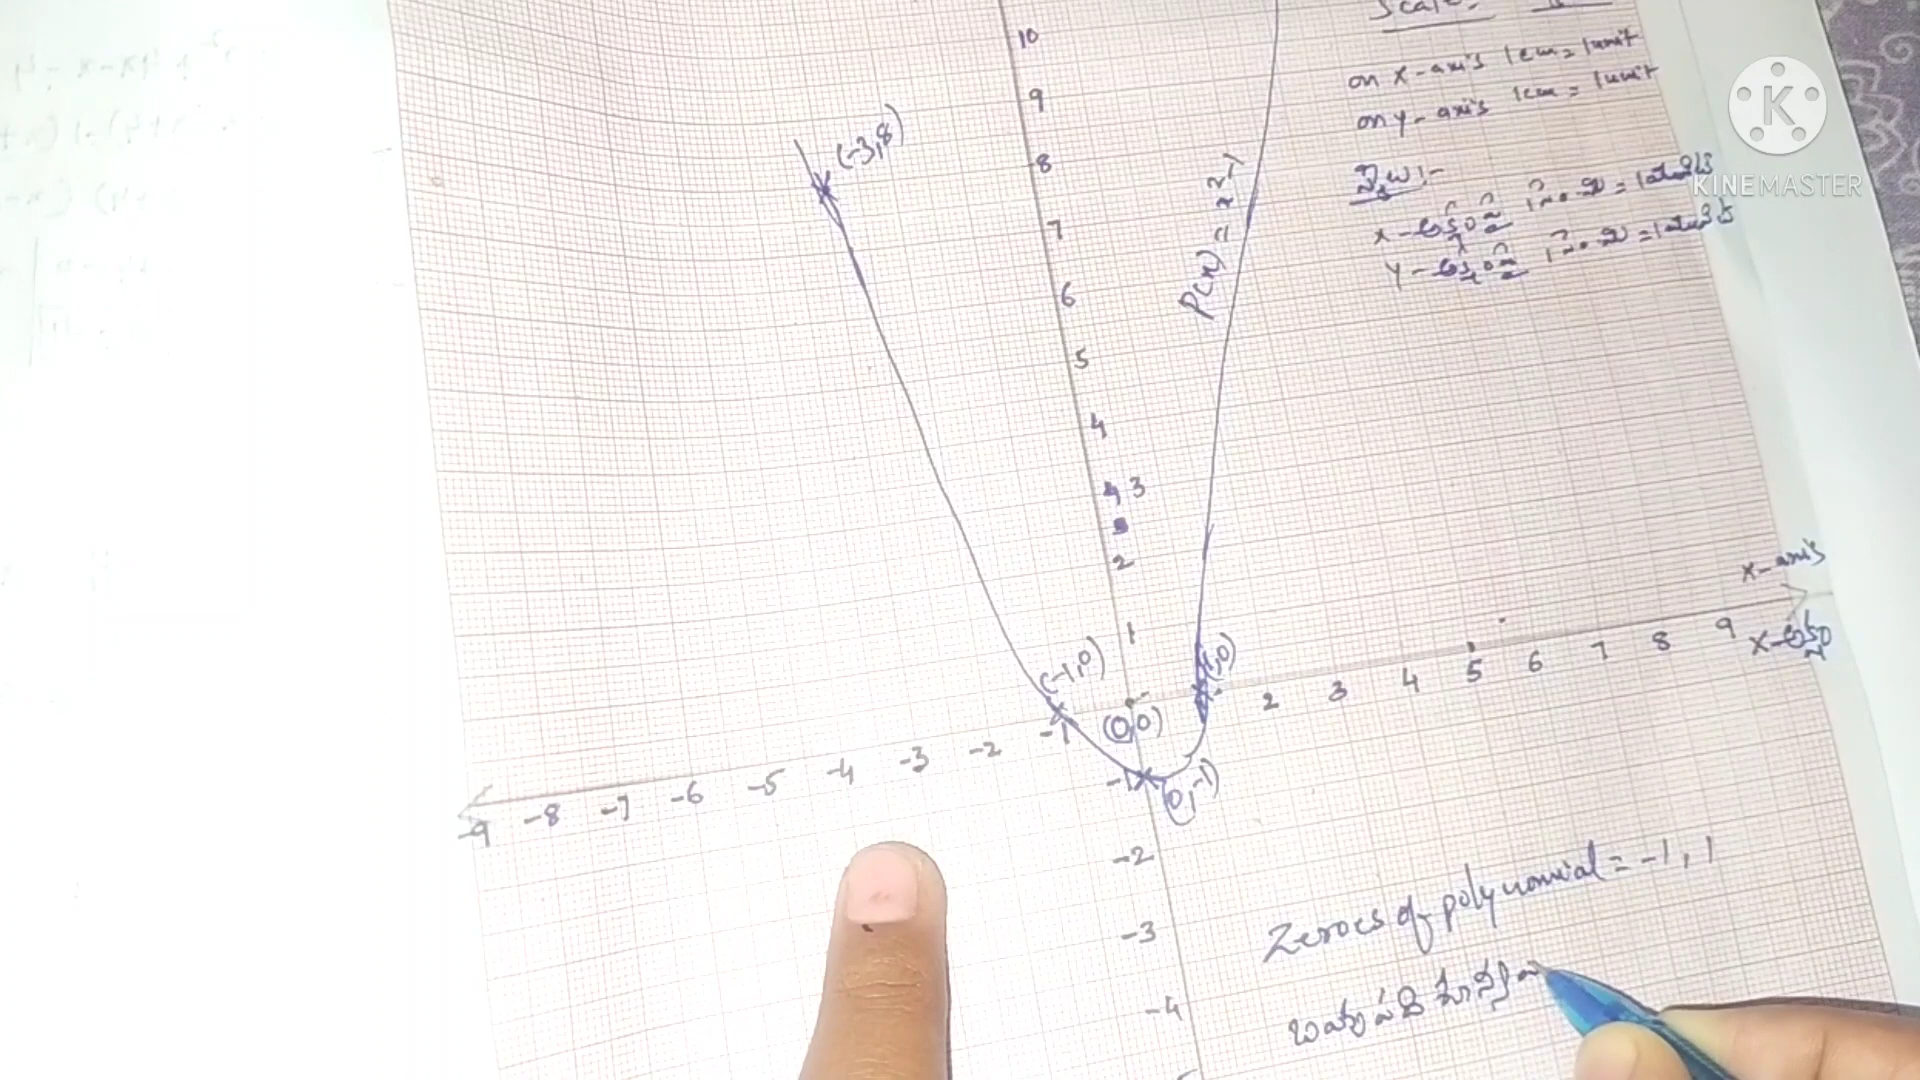 Scale:
on x-axis 1cm = 1unit
on y-axis 1cm = 1unit
KINEMASTER
10
9
8
(-3,8)
7
P(x) = x²-1
6
5
4
3
2
x-axis
1
(-1,0)
(1,0)
(0,0)
2 3 4 5 6 7 8 9
-9 -8 -7 -6 -5 -4 -3 -2 -1
-1
(0,-1)
-2
Zeroes of polynomial = -1, 1
-3
బహుపది
-4